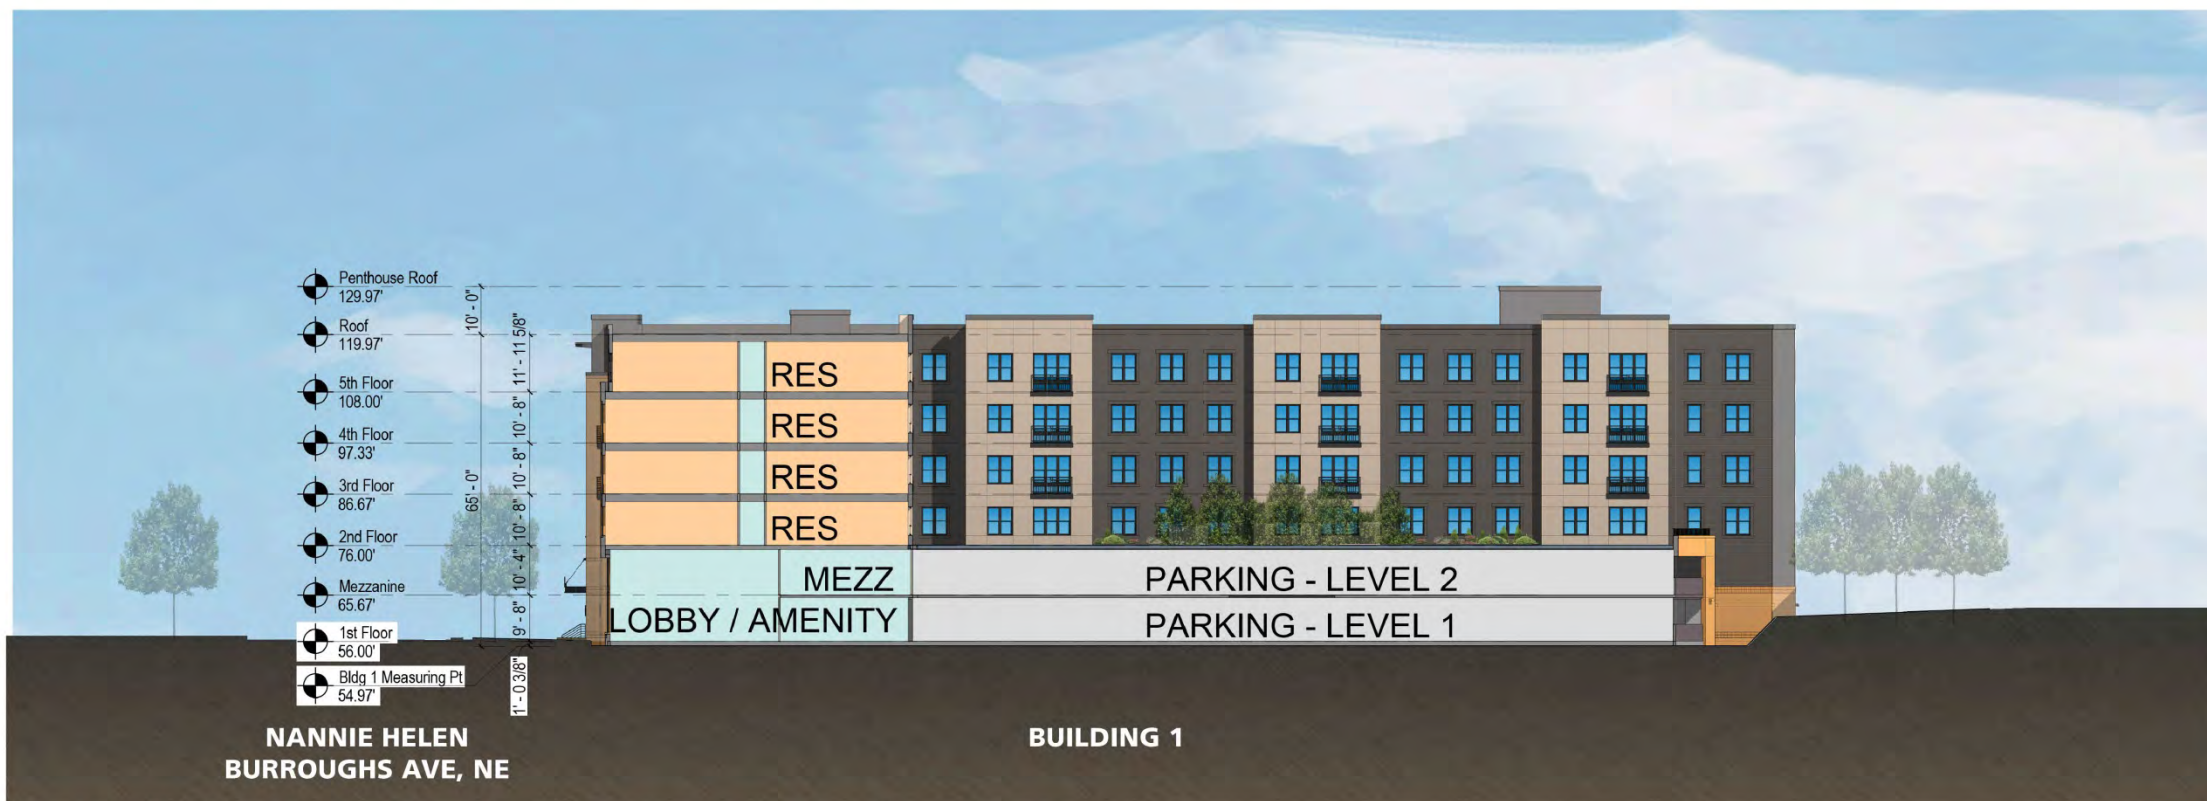 Penthouse Roof
129.97'
Roof
119.97'
5th Floor
108.00'
4th Floor
97.33'
3rd Floor
86.67'
2nd Floor
76.00'
Mezzanine
65.67'
1st Floor
56.00'
Bldg 1 Measuring Pt
54.97'
10' - 0"
65' - 0"
11' - 11 5/8"
10' - 8"
10' - 8"
10' - 8"
10' - 8"
10' - 4"
9' - 8"
1' - 0 3/8"
RES
RES
RES
RES
MEZZ
LOBBY / AMENITY
PARKING - LEVEL 2
PARKING - LEVEL 1
NANNIE HELEN
BURROUGHS AVE, NE
BUILDING 1